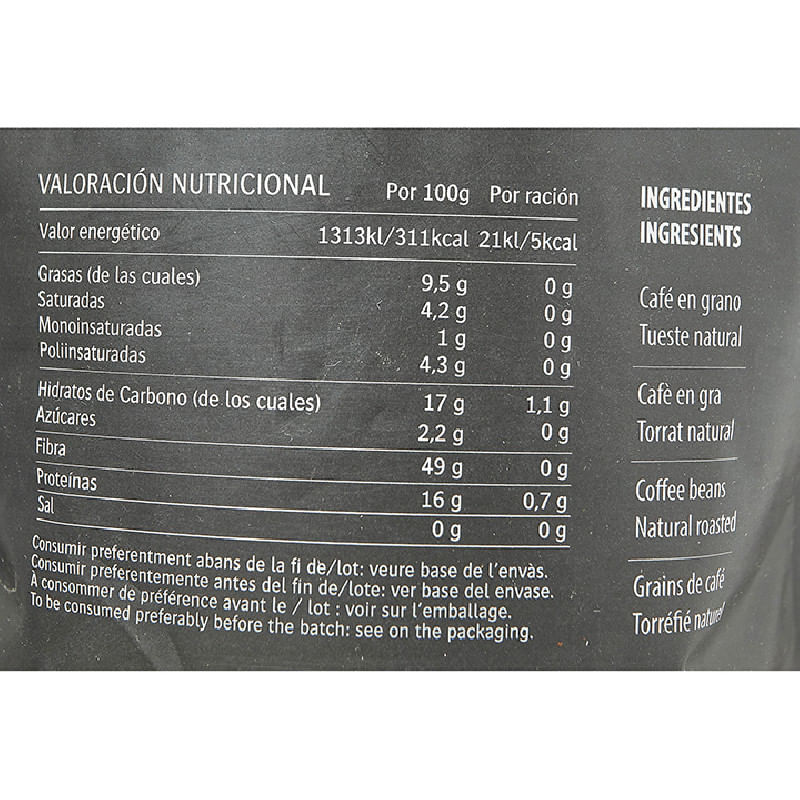 VALORACIÓN NUTRICIONAL Por 100g Por ración
Valor energético 1313kl/311kcal 21kl/5kcal
Grasas (de las cuales) 9,5 g 0 g
Saturadas 4,2 g 0 g
Monoinsaturadas 1 g 0 g
Poliinsaturadas 4,3 g 0 g
Hidratos de Carbono (de los cuales) 17 g 1,1 g
Azúcares 2,2 g 0 g
Fibra 49 g 0 g
Proteínas 16 g 0,7 g
Sal 0 g 0 g
Consumir preferentment abans de la fi de/lot: veure base de l'envàs.
Consumir preferentemente antes del fin de/lote: ver base del envase.
À consommer de préférence avant le / lot : voir sur l'emballage.
To be consumed preferably before the batch: see on the packaging.
INGREDIENTES
INGRESIENTS
Café en grano
Tueste natural
Cafè en gra
Torrat natural
Coffee beans
Natural roasted
Grains de café
Torréfié naturel